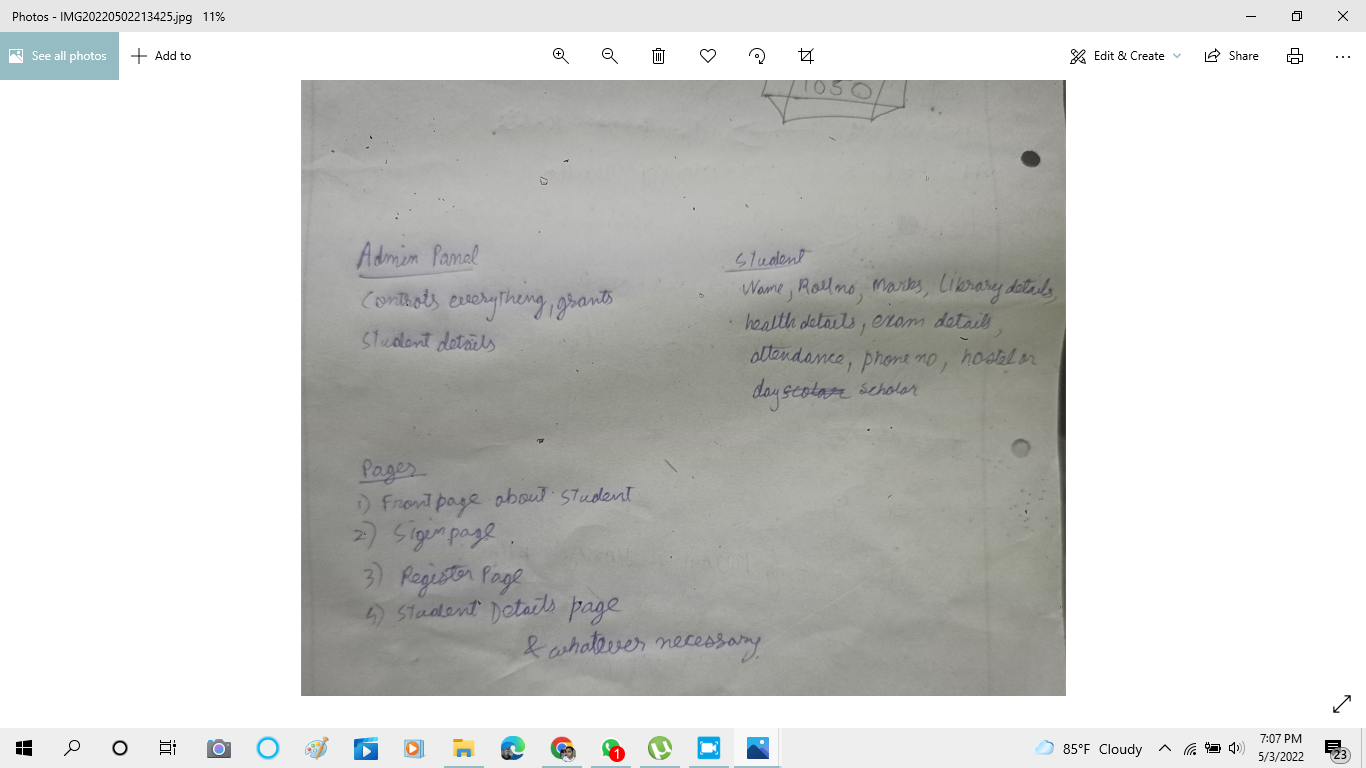 Photos - IMG20220502213425.jpg 11%
See all photos
Add to
Edit & Create
Share
1050
Admin Panel
Controls everything, grants
Student details
Student
Name, Roll no, Marks, Library details,
health details, exam details,
attendance, phone no, hostel or
day scolar scholar
Pages
1) Front page about student
2) Sigin page
3) Register Page
4) Student Details page
& whatever necessary.
1
85°F Cloudy
7:07 PM
5/3/2022
23